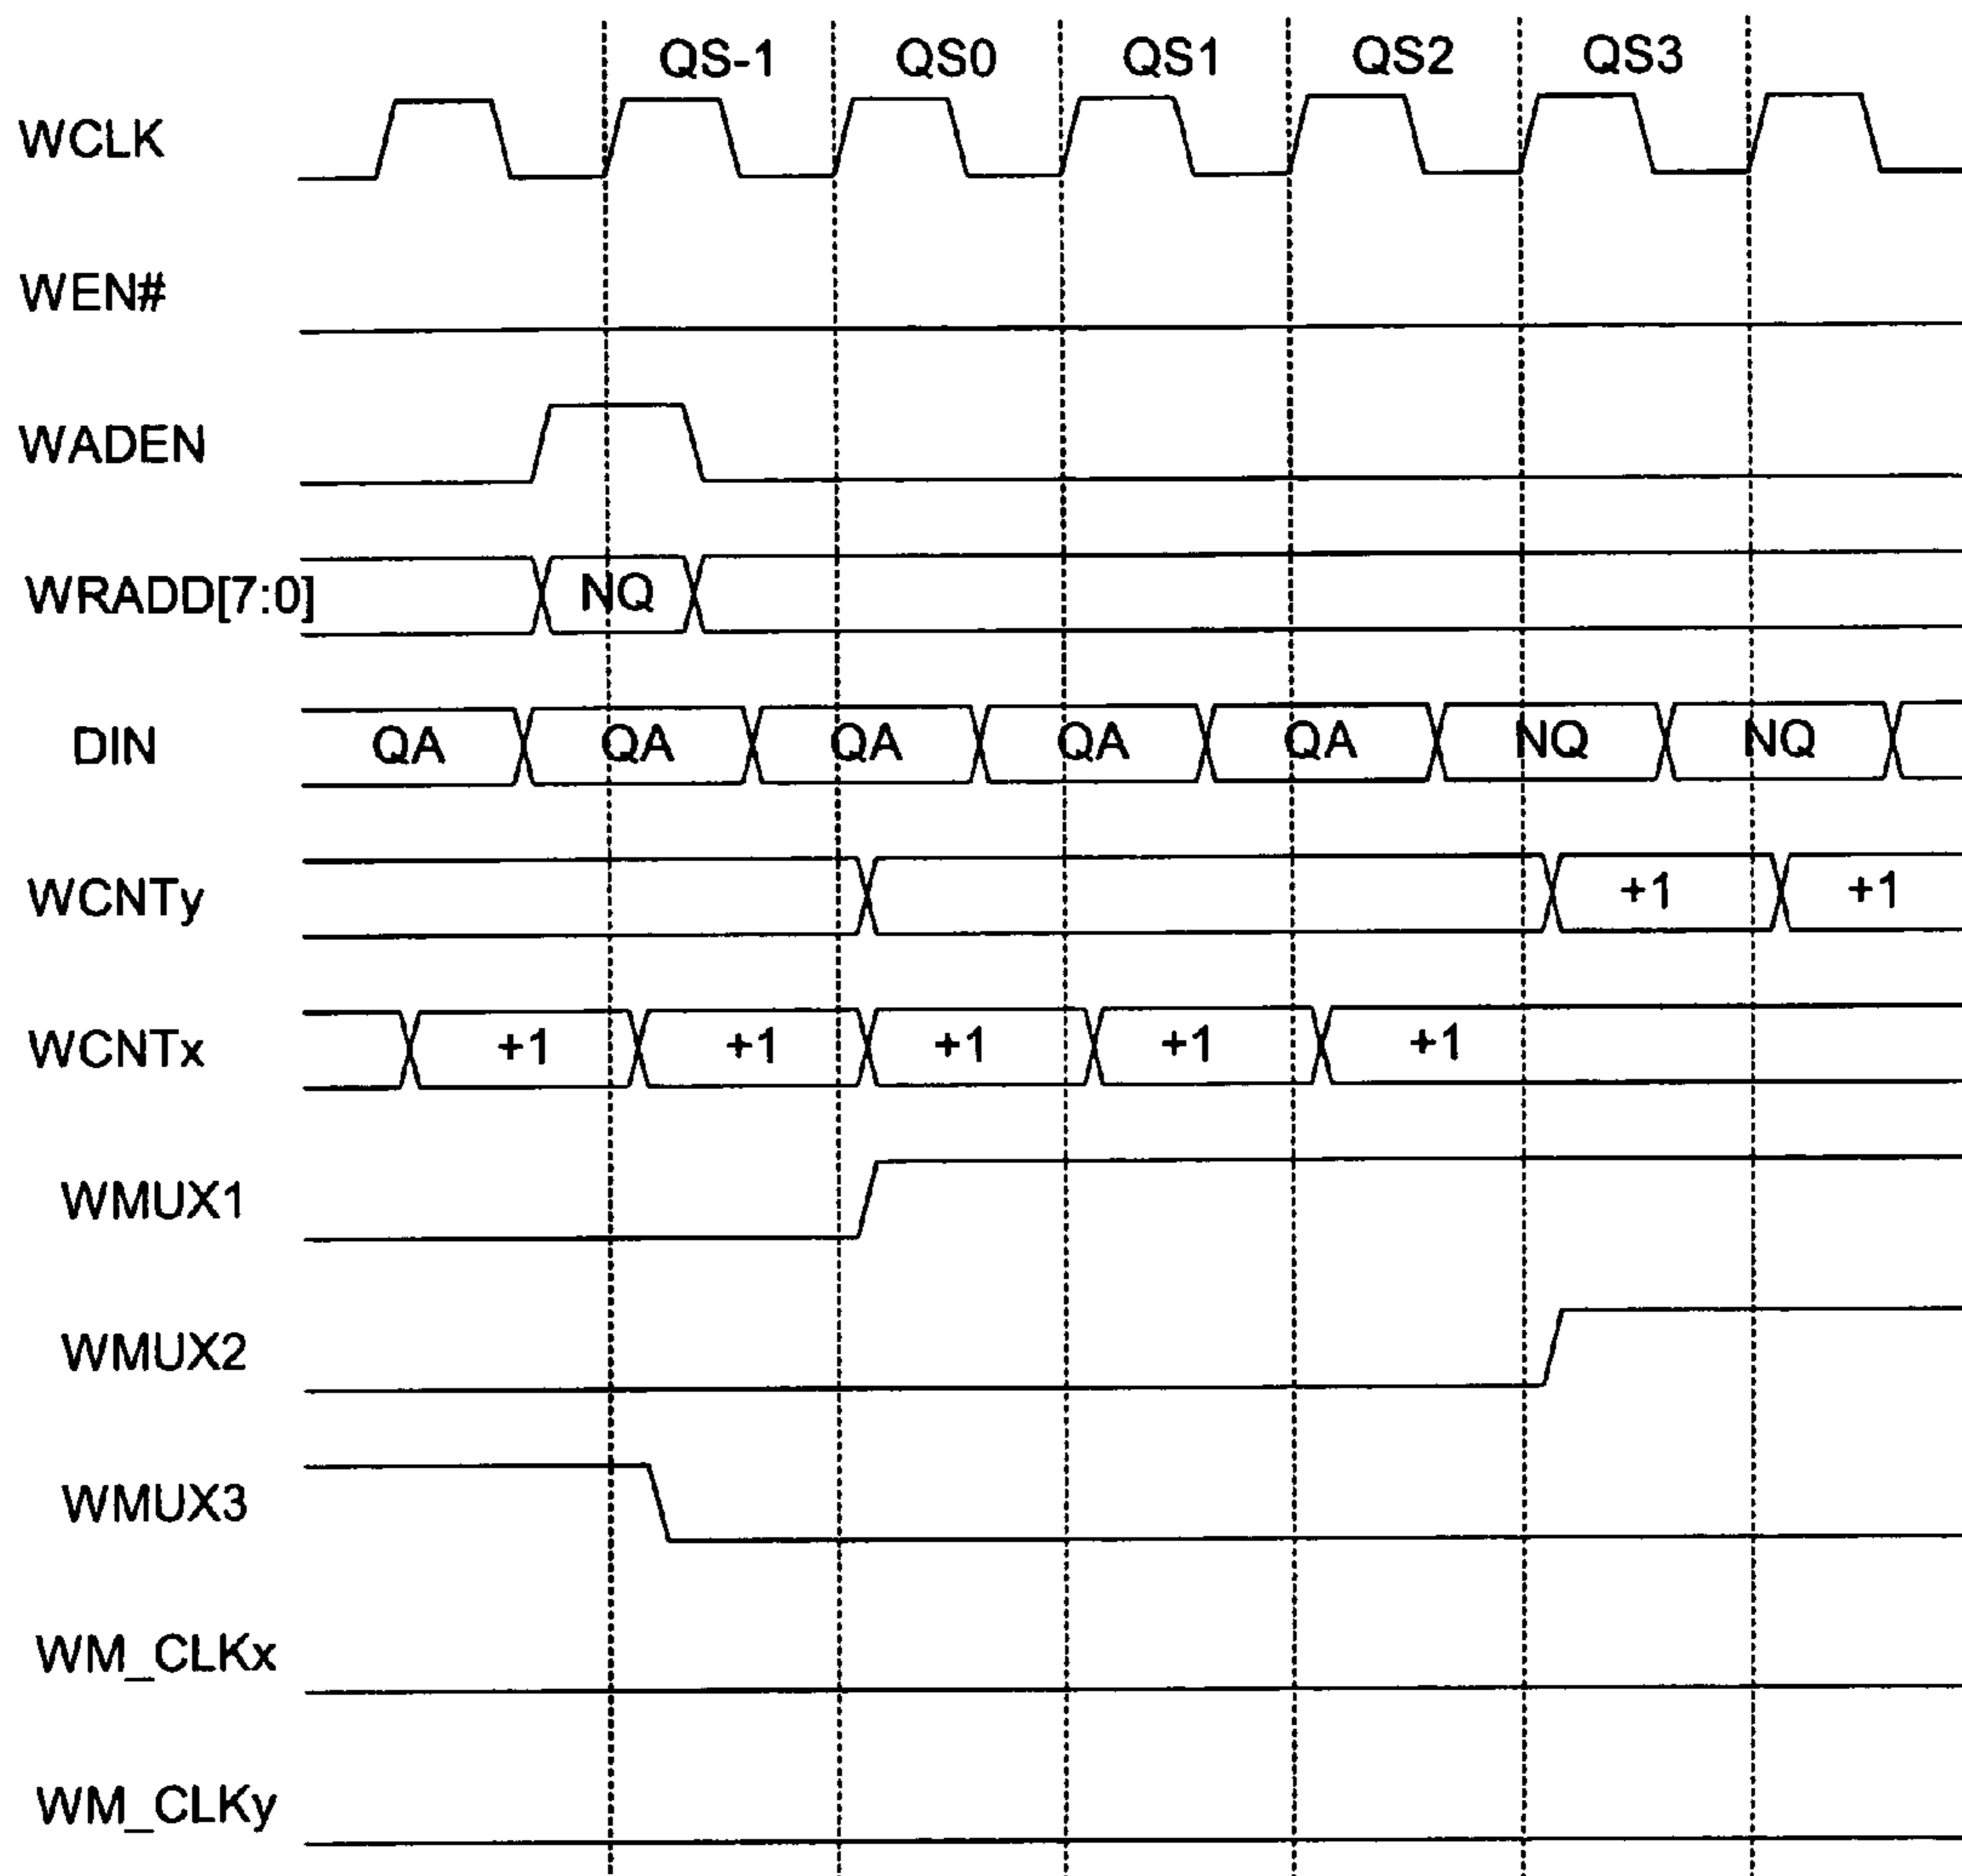 QS-1 QS0 QS1 QS2 QS3
WCLK
WEN#
WADEN
WRADD[7:0] NQ
DIN QA QA QA QA QA NQ NQ
WCNTy +1 +1
WCNTx +1 +1 +1 +1 +1
WMUX1
WMUX2
WMUX3
WM_CLKx
WM_CLKy